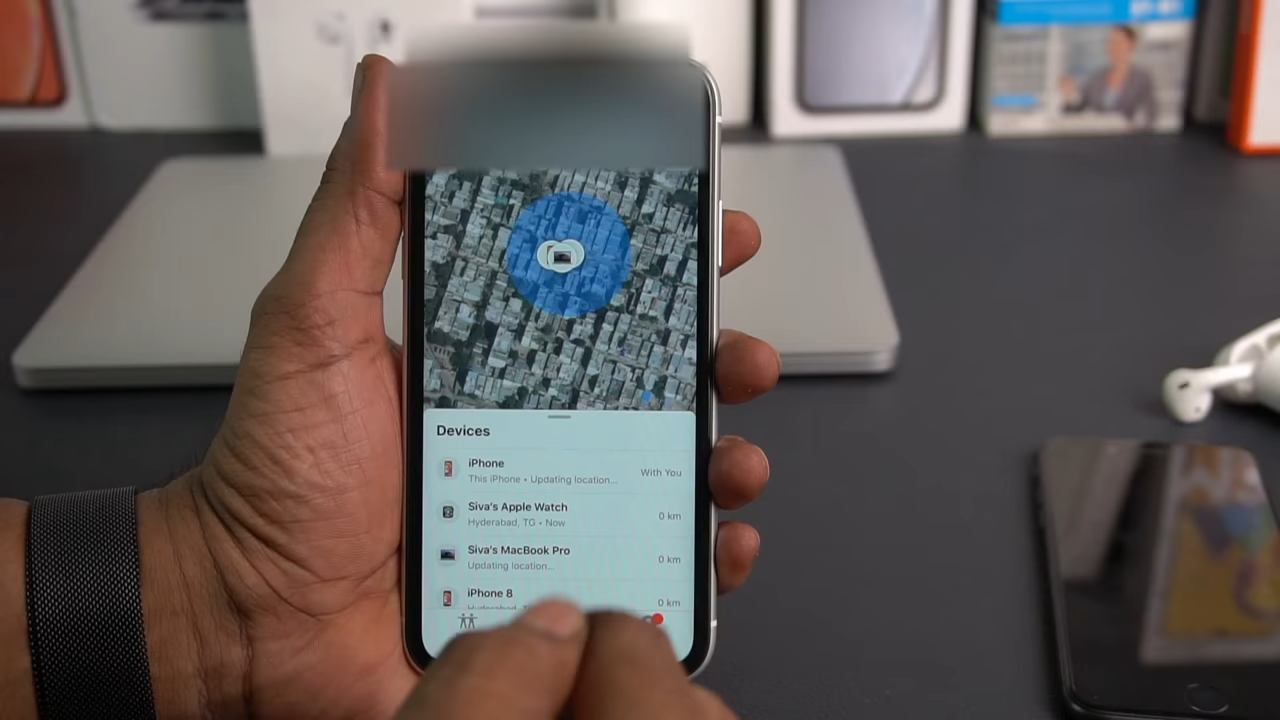 Devices
iPhone
This iPhone • Updating location...
With You
Siva's Apple Watch
Hyderabad, TG • Now
0 km
Siva's MacBook Pro
Updating location...
0 km
iPhone 8
0 km